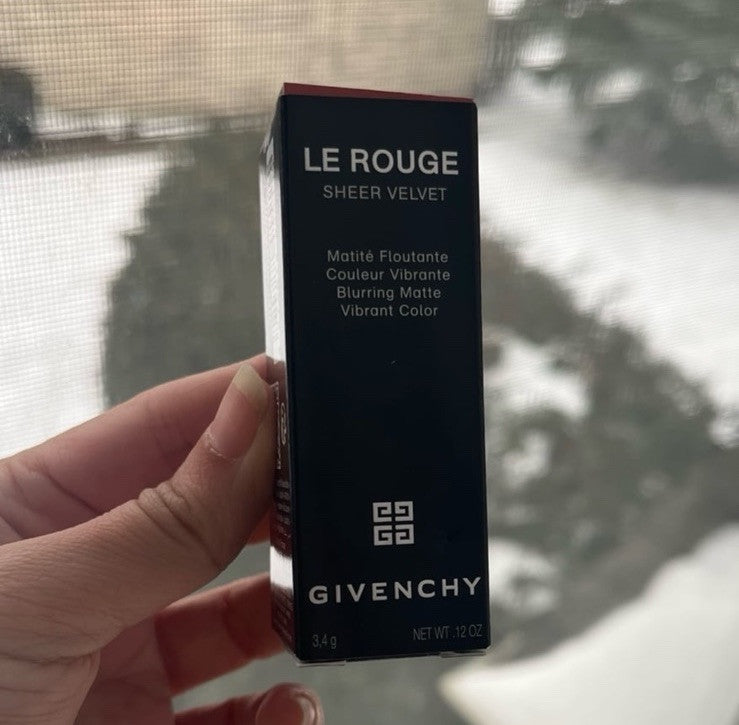 LE ROUGE
SHEER VELVET
Matité Floutante
Couleur Vibrante
Blurring Matte
Vibrant Color
GIVENCHY
3,4 g NET WT .12 OZ